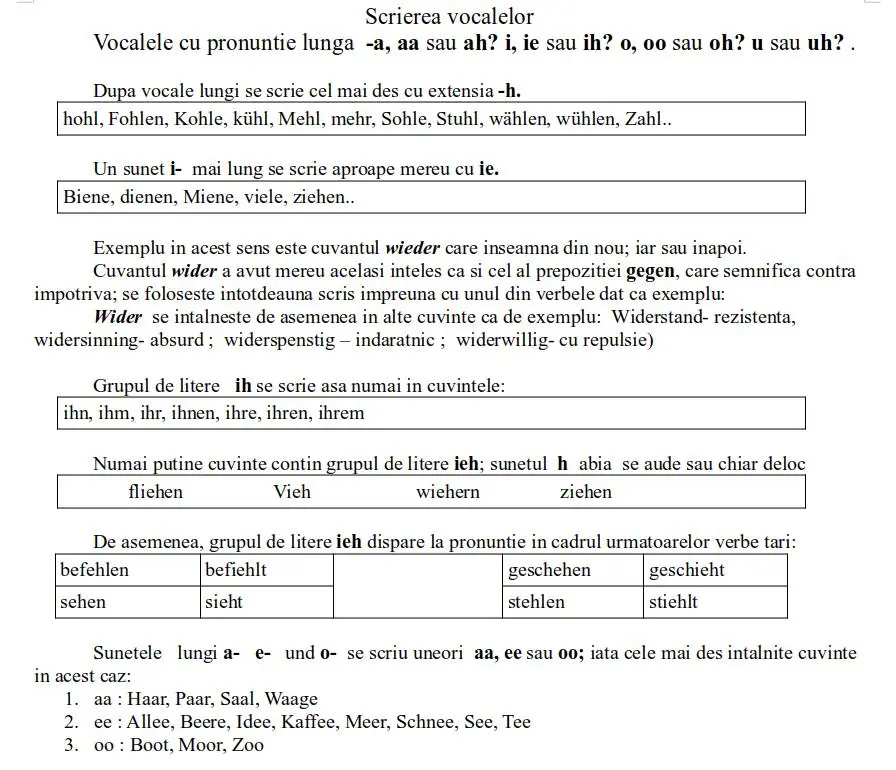 Scrierea vocalelor
Vocalele cu pronuntie lunga -a, aa sau ah? i, ie sau ih? o, oo sau oh? u sau uh? .
Dupa vocale lungi se scrie cel mai des cu extensia -h.
hohl, Fohlen, Kohle, kühl, Mehl, mehr, Sohle, Stuhl, wählen, wühlen, Zahl..
Un sunet i- mai lung se scrie aproape mereu cu ie.
Biene, dienen, Miene, viele, ziehen..
Exemplu in acest sens este cuvantul wieder care inseamna din nou; iar sau inapoi.
Cuvantul wider a avut mereu acelasi inteles ca si cel al prepozitiei gegen, care semnifica contra
impotriva; se foloseste intotdeauna scris impreuna cu unul din verbele dat ca exemplu:
Wider se intalneste de asemenea in alte cuvinte ca de exemplu: Widerstand- rezistenta,
widersinning- absurd ; widerspenstig – indaratnic ; widerwillig- cu repulsie)
Grupul de litere ih se scrie asa numai in cuvintele:
ihn, ihm, ihr, ihnen, ihre, ihren, ihrem
Numai putine cuvinte contin grupul de litere ieh; sunetul h abia se aude sau chiar deloc
fliehen Vieh wiehern ziehen
De asemenea, grupul de litere ieh dispare la pronuntie in cadrul urmatoarelor verbe tari:
befehlen befiehlt geschehen geschieht
sehen sieht stehlen stiehlt
Sunetele lungi a- e- und o- se scriu uneori aa, ee sau oo; iata cele mai des intalnite cuvinte
in acest caz:
1. aa : Haar, Paar, Saal, Waage
2. ee : Allee, Beere, Idee, Kaffee, Meer, Schnee, See, Tee
3. oo : Boot, Moor, Zoo